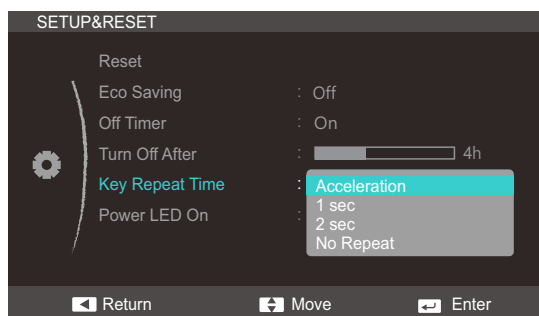 SETUP&RESET
Reset
Eco Saving : Off
Off Timer : On
Turn Off After : 4h
Key Repeat Time : Acceleration
1 sec
Power LED On : 2 sec
No Repeat
Return Move Enter